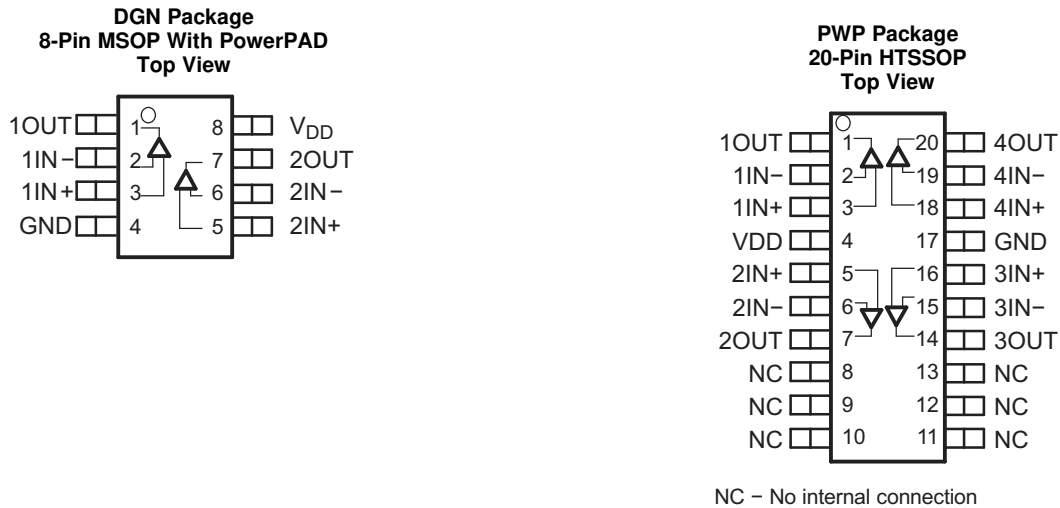 DGN Package
8-Pin MSOP With PowerPAD
Top View
1OUT 1 8 VDD
1IN− 2 7 2OUT
1IN+ 3 6 2IN−
GND 4 5 2IN+
PWP Package
20-Pin HTSSOP
Top View
1OUT 1 20 4OUT
1IN− 2 19 4IN−
1IN+ 3 18 4IN+
VDD 4 17 GND
2IN+ 5 16 3IN+
2IN− 6 15 3IN−
2OUT 7 14 3OUT
NC 8 13 NC
NC 9 12 NC
NC 10 11 NC
NC − No internal connection